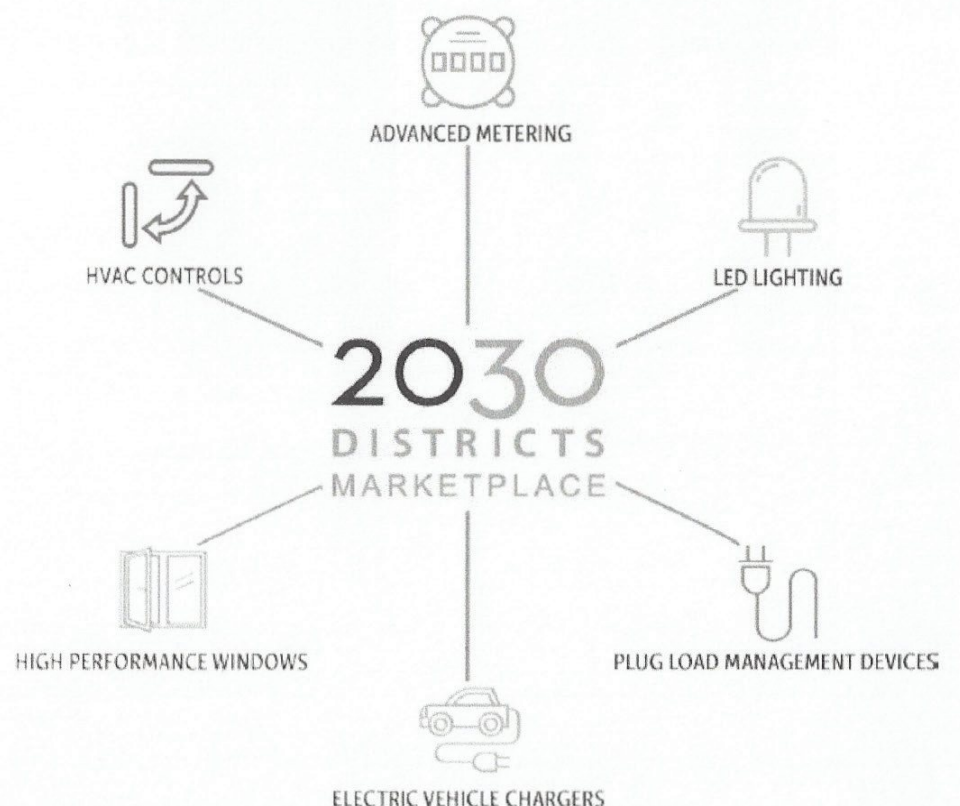 ADVANCED METERING
HVAC CONTROLS
LED LIGHTING
2030
DISTRICTS
MARKETPLACE
HIGH PERFORMANCE WINDOWS
PLUG LOAD MANAGEMENT DEVICES
ELECTRIC VEHICLE CHARGERS